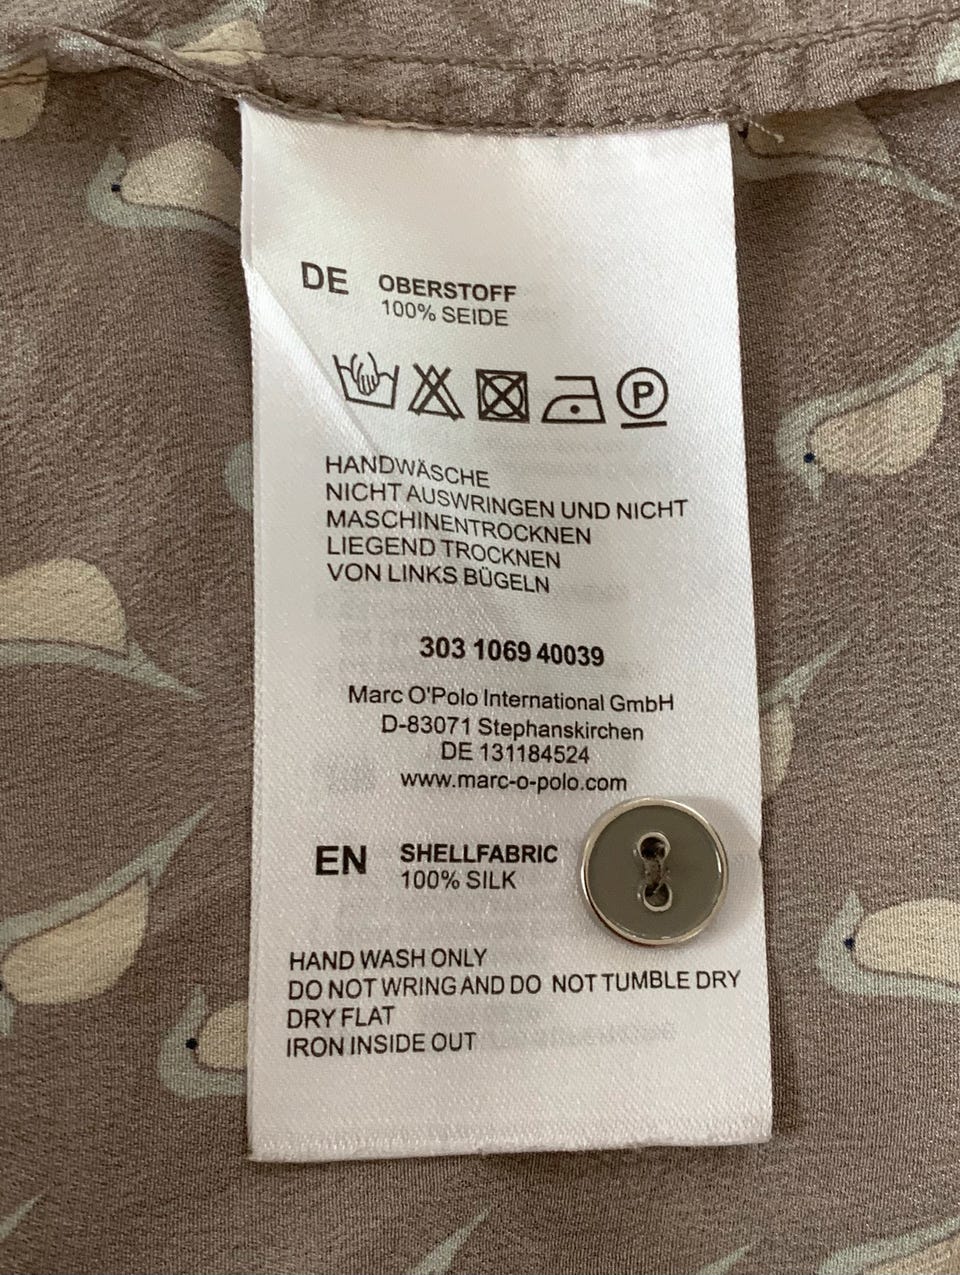 DE OBERSTOFF
100% SEIDE
P
HANDWÄSCHE
NICHT AUSWRINGEN UND NICHT
MASCHINENTROCKNEN
LIEGEND TROCKNEN
VON LINKS BÜGELN
303 1069 40039
Marc O'Polo International GmbH
D-83071 Stephanskirchen
DE 131184524
www.marc-o-polo.com
EN SHELLFABRIC
100% SILK
HAND WASH ONLY
DO NOT WRING AND DO NOT TUMBLE DRY
DRY FLAT
IRON INSIDE OUT